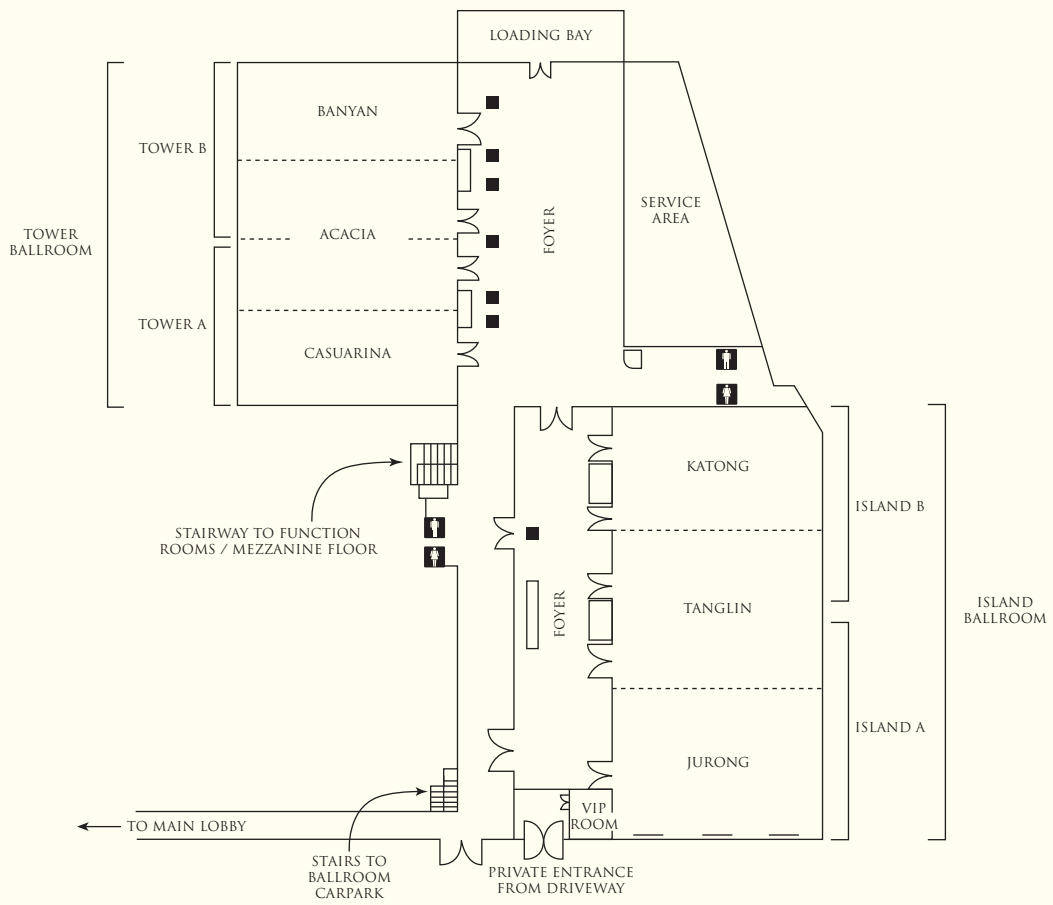 LOADING BAY
BANYAN
TOWER B
SERVICE
AREA
TOWER
BALLROOM
ACACIA
FOYER
TOWER A
CASUARINA
KATONG
ISLAND B
STAIRWAY TO FUNCTION
ROOMS / MEZZANINE FLOOR
FOYER
TANGLIN
ISLAND
BALLROOM
ISLAND A
JURONG
VIP
ROOM
TO MAIN LOBBY
STAIRS TO
BALLROOM
CARPARK
PRIVATE ENTRANCE
FROM DRIVEWAY